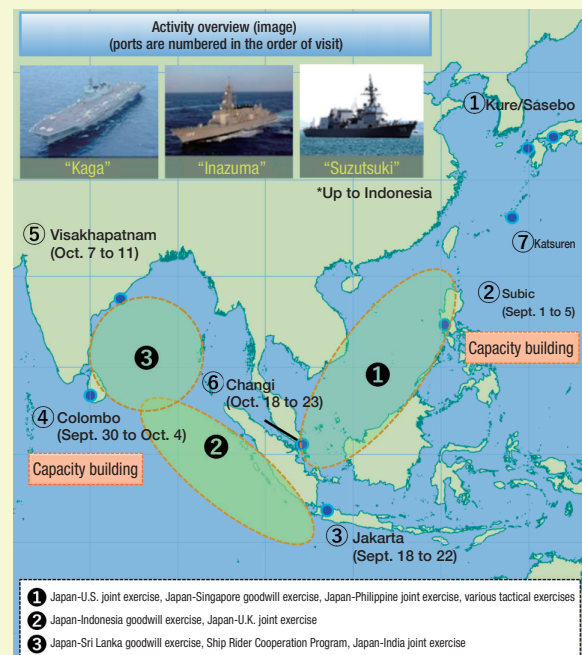 Activity overview (image)
(ports are numbered in the order of visit)
"Kaga"
"Inazuma"
"Suzutsuki"
*Up to Indonesia
① Kure/Sasebo
⑦ Katsuren
⑤ Visakhapatnam
(Oct. 7 to 11)
② Subic
(Sept. 1 to 5)
Capacity building
❸
❶
⑥ Changi
(Oct. 18 to 23)
④ Colombo
(Sept. 30 to Oct. 4)
❷
Capacity building
③ Jakarta
(Sept. 18 to 22)
❶ Japan-U.S. joint exercise, Japan-Singapore goodwill exercise, Japan-Philippine joint exercise, various tactical exercises
❷ Japan-Indonesia goodwill exercise, Japan-U.K. joint exercise
❸ Japan-Sri Lanka goodwill exercise, Ship Rider Cooperation Program, Japan-India joint exercise